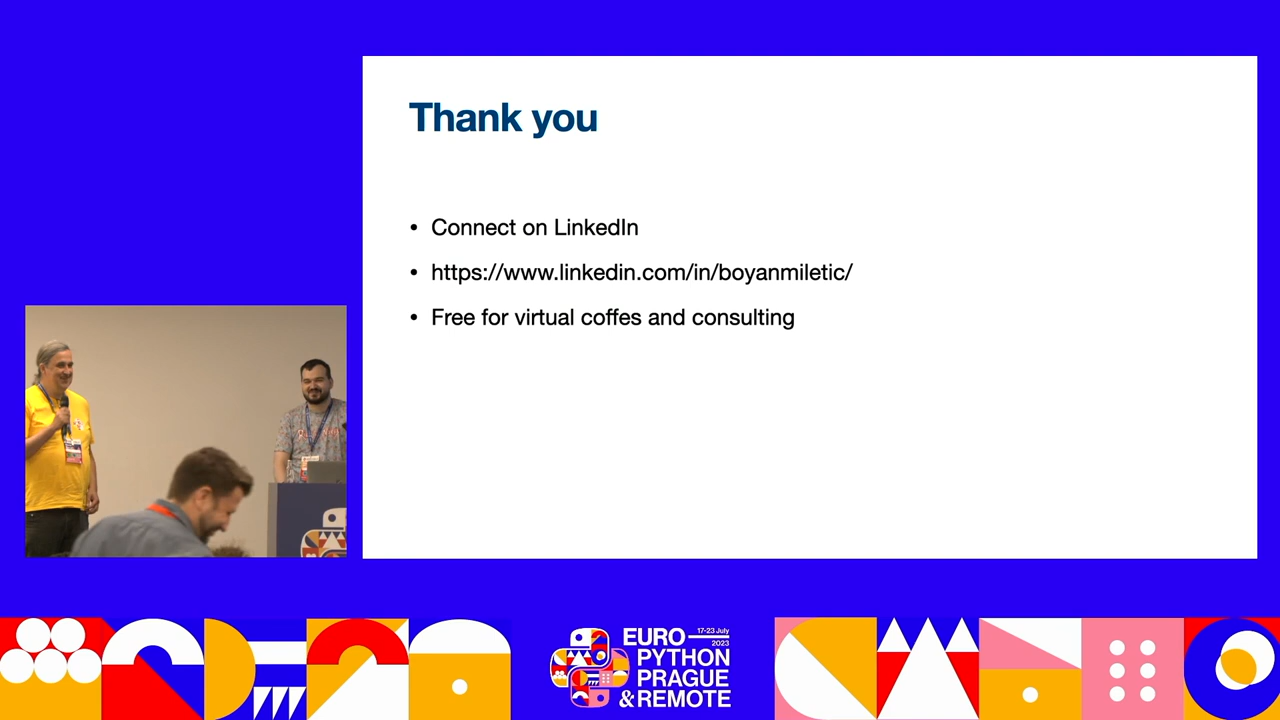 Thank you
• Connect on LinkedIn
• https://www.linkedin.com/in/boyanmiletic/
• Free for virtual coffes and consulting
17-23 July
2023
EURO
PYTHON
PRAGUE
& REMOTE